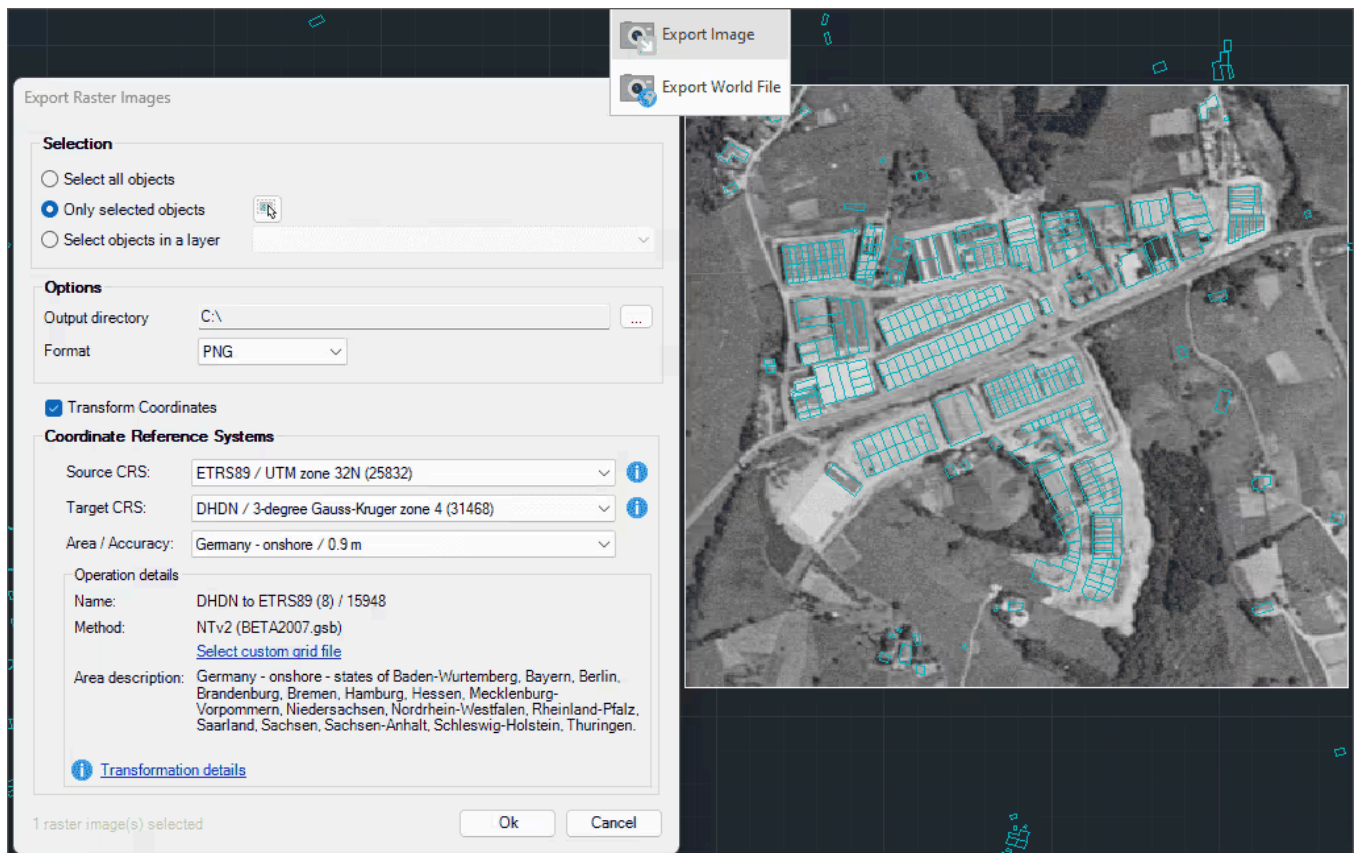 Export Image
Export World File
Export Raster Images
Selection
Select all objects
Only selected objects
Select objects in a layer
Options
Output directory C:\
...
Format PNG
Transform Coordinates
Coordinate Reference Systems
Source CRS: ETRS89 / UTM zone 32N (25832)
Target CRS: DHDN / 3-degree Gauss-Kruger zone 4 (31468)
Area / Accuracy: Germany - onshore / 0.9 m
Operation details
Name: DHDN to ETRS89 (8) / 15948
Method: NTv2 (BETA2007.gsb)
Select custom grid file
Area description: Germany - onshore - states of Baden-Wurtemberg, Bayern, Berlin,
Brandenburg, Bremen, Hamburg, Hessen, Mecklenburg-
Vorpommern, Niedersachsen, Nordrhein-Westfalen, Rheinland-Pfalz,
Saarland, Sachsen, Sachsen-Anhalt, Schleswig-Holstein, Thuringen.
Transformation details
1 raster image(s) selected
Ok
Cancel